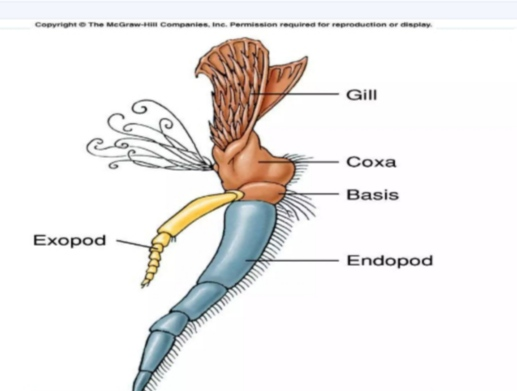 Copyright © The McGraw-Hill Companies, Inc. Permission required for reproduction or display.
Gill
Coxa
Basis
Exopod
Endopod